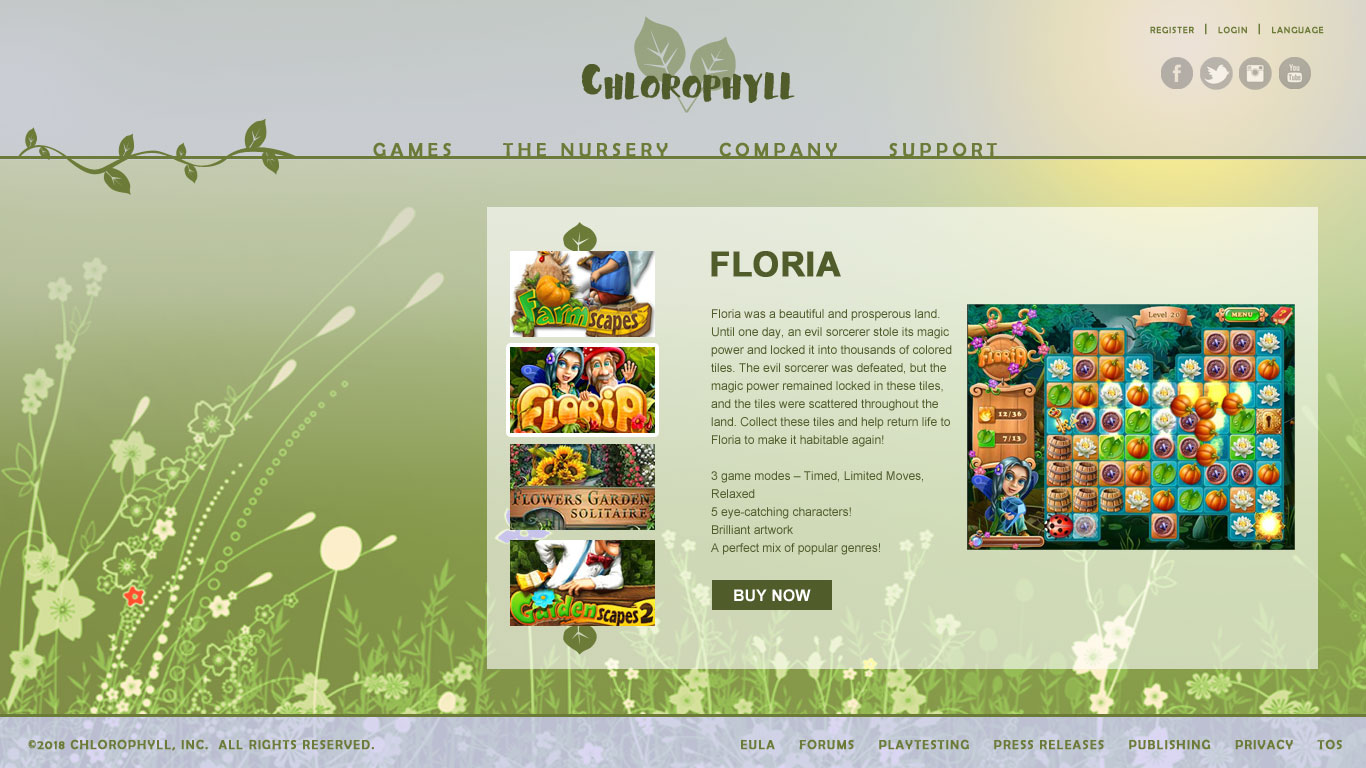 REGISTER | LOGIN | LANGUAGE
f You Tube
CHLOROPHYLL
GAMES THE NURSERY COMPANY SUPPORT
Farmscapes
FLORIA
FLOWERS GARDEN
SOLITAIRE
Gardenscapes 2
FLORIA
Floria was a beautiful and prosperous land.
Until one day, an evil sorcerer stole its magic
power and locked it into thousands of colored
tiles. The evil sorcerer was defeated, but the
magic power remained locked in these tiles,
and the tiles were scattered throughout the
land. Collect these tiles and help return life to
Floria to make it habitable again!
3 game modes – Timed, Limited Moves,
Relaxed
5 eye-catching characters!
Brilliant artwork
A perfect mix of popular genres!
BUY NOW
Level 20 MENU
FLORIA
12/36
7/13
©2018 CHLOROPHYLL, INC. ALL RIGHTS RESERVED.
EULA FORUMS PLAYTESTING PRESS RELEASES PUBLISHING PRIVACY TOS